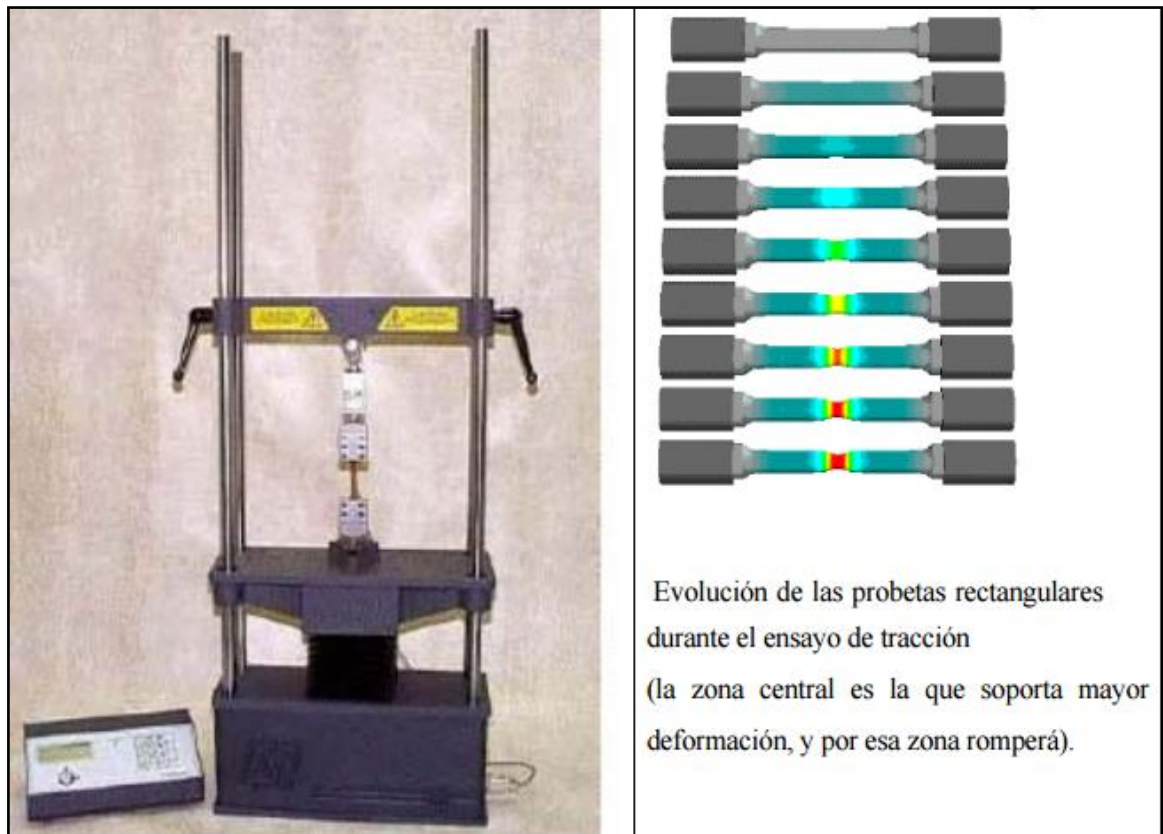 Evolución de las probetas rectangulares
durante el ensayo de tracción
(la zona central es la que soporta mayor
deformación, y por esa zona romperá).